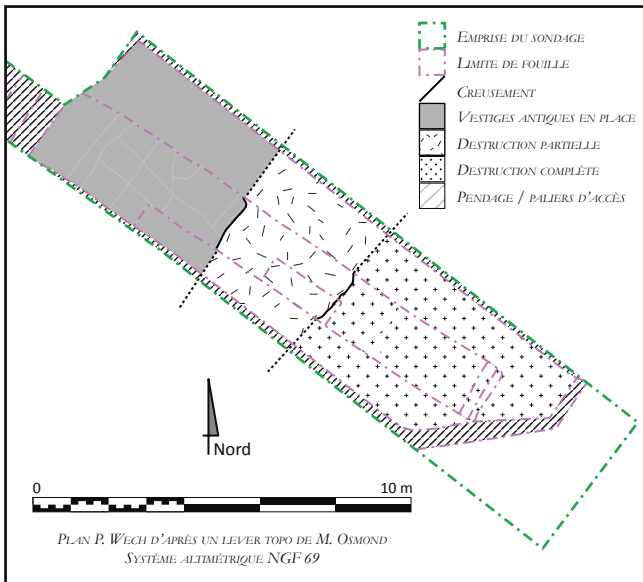 Emprise du sondage
Limite de fouille
Creusement
Vestiges antiques en place
Destruction partielle
Destruction complète
Pendage / paliers d'accès
Nord
0 10 m
Plan P. Wech d'après un lever topo de M. Osmond
Système altimétrique NGF 69